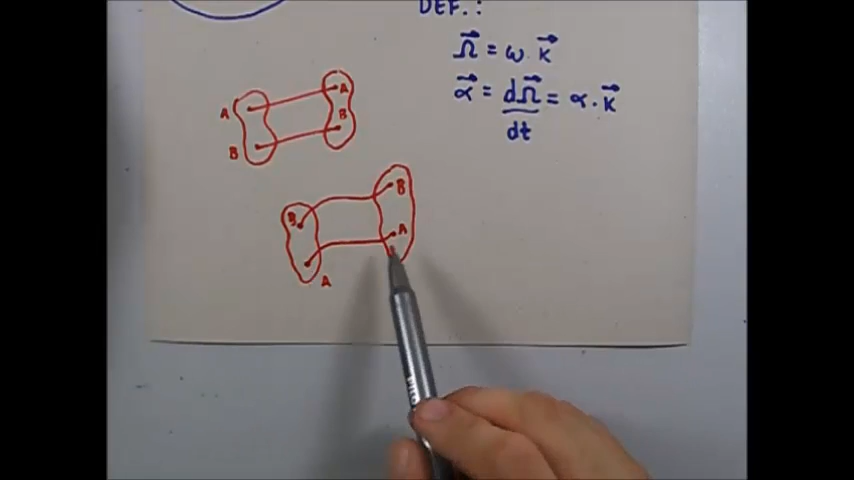 DEF.:
Ω⃗ = ω . k⃗
α⃗ = dΩ⃗/dt = α . k⃗
A A
B B
B B
A A